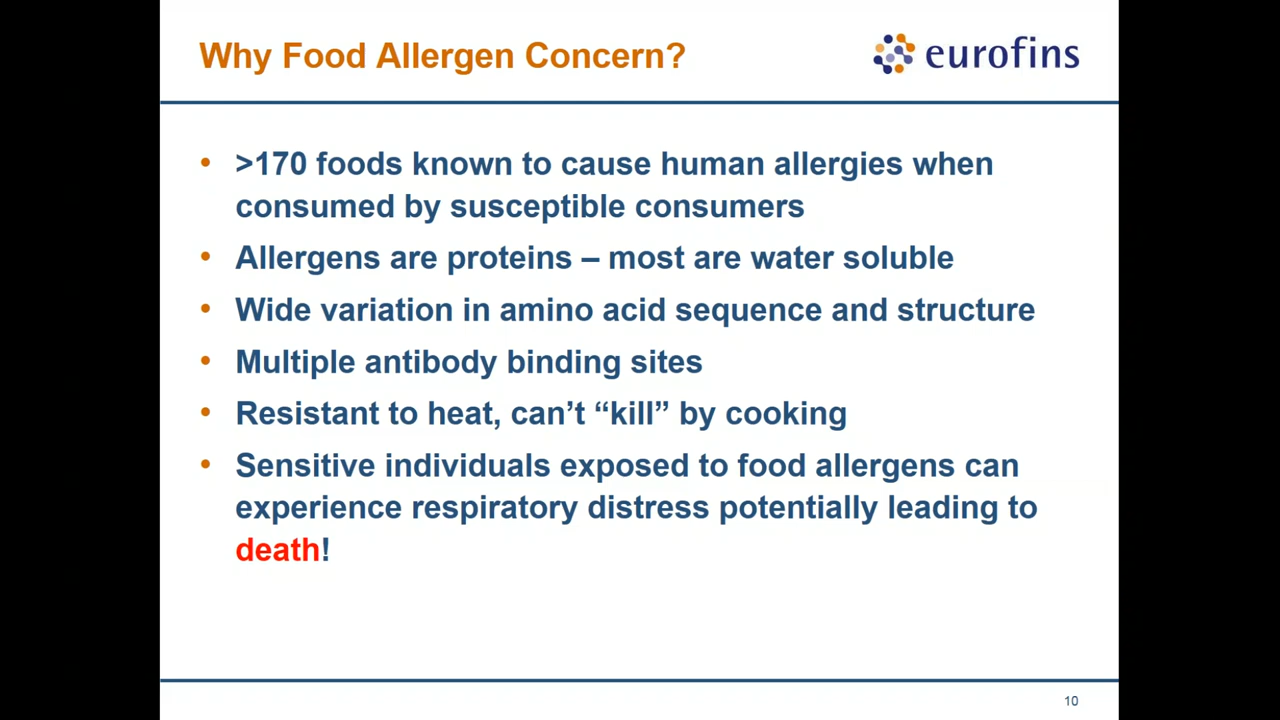 Why Food Allergen Concern?
eurofins
• >170 foods known to cause human allergies when
consumed by susceptible consumers
• Allergens are proteins – most are water soluble
• Wide variation in amino acid sequence and structure
• Multiple antibody binding sites
• Resistant to heat, can’t “kill” by cooking
• Sensitive individuals exposed to food allergens can
experience respiratory distress potentially leading to
death!
10